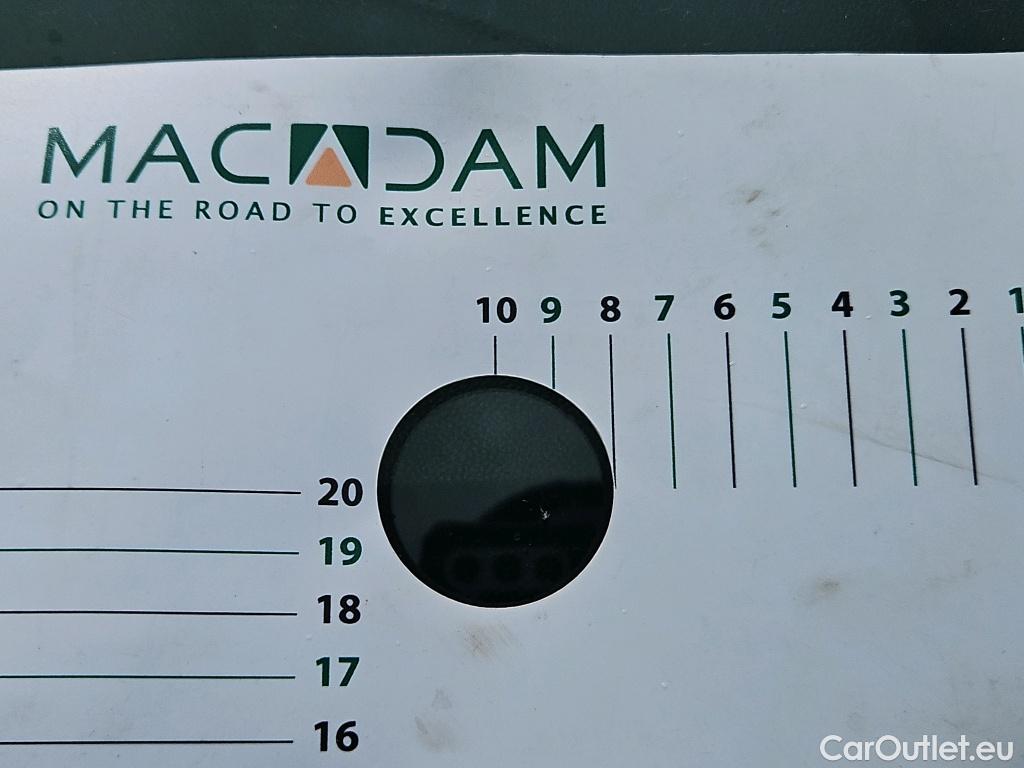 MACADAM
ON THE ROAD TO EXCELLENCE
10 9 8 7 6 5 4 3 2 1
20
19
18
17
16
CarOutlet.eu